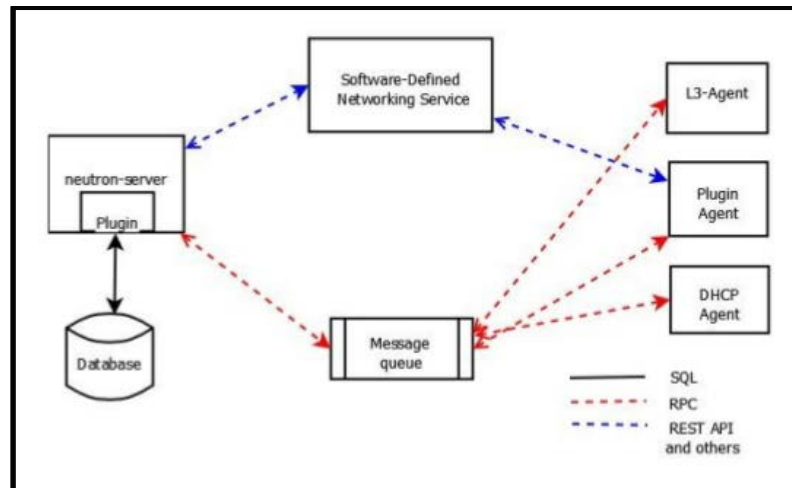 Software-Defined
Networking Service
L3-Agent
neutron-server
Plugin
Plugin
Agent
DHCP
Agent
Message
queue
Database
SQL
RPC
REST API
and others